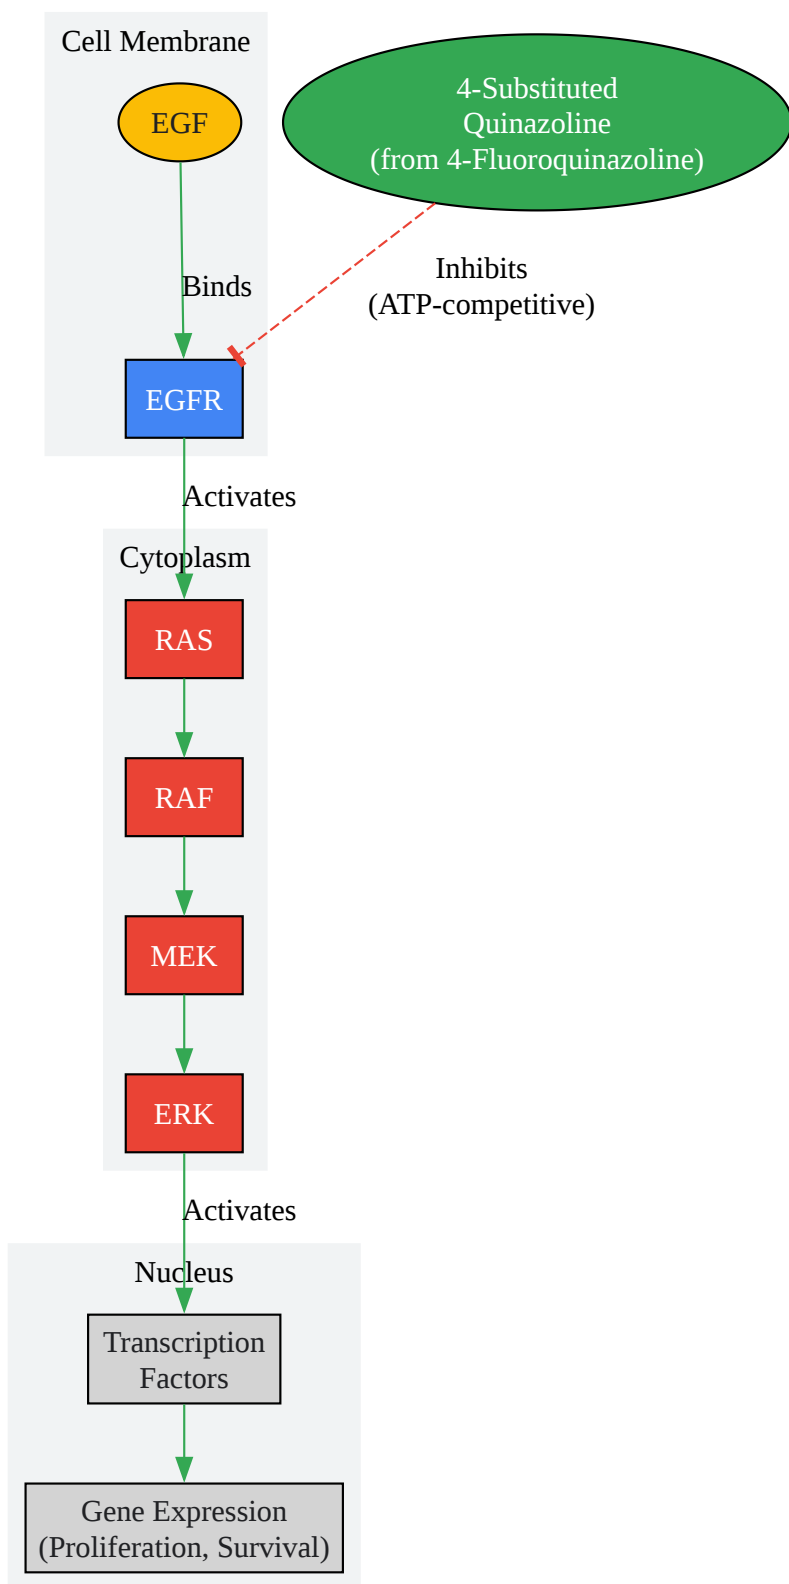 Cell Membrane
EGF
4-Substituted
Quinazoline
(from 4-Fluoroquinazoline)
Binds
Inhibits
(ATP-competitive)
EGFR
Activates
Cytoplasm
RAS
RAF
MEK
ERK
Activates
Nucleus
Transcription
Factors
Gene Expression
(Proliferation, Survival)